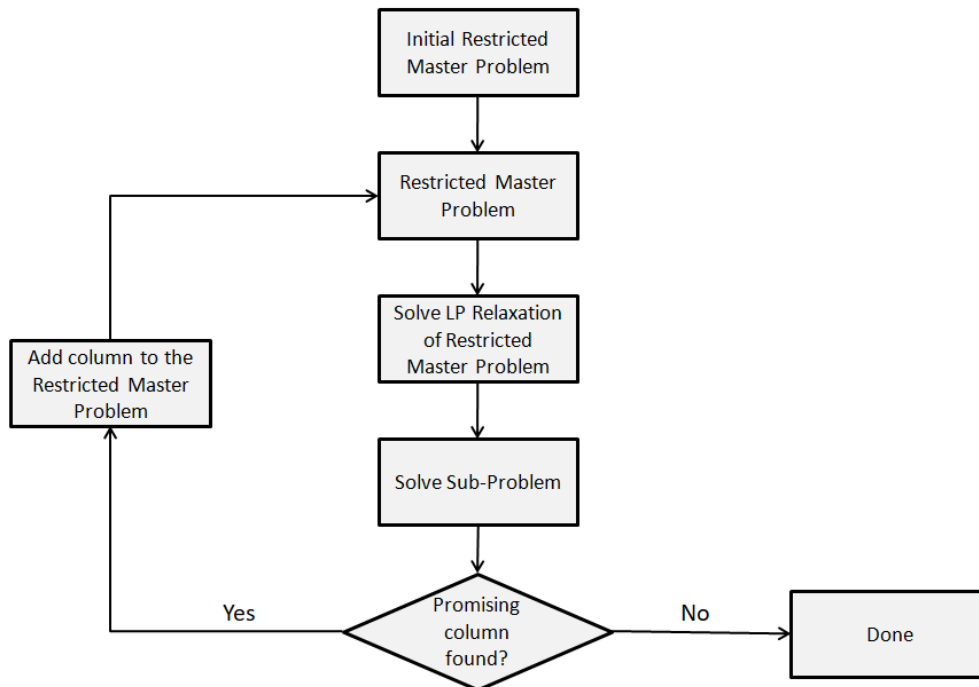 Initial Restricted
Master Problem
Restricted Master
Problem
Solve LP Relaxation
of Restricted
Master Problem
Add column to the
Restricted Master
Problem
Solve Sub-Problem
Promising
column
found?
Yes
No
Done